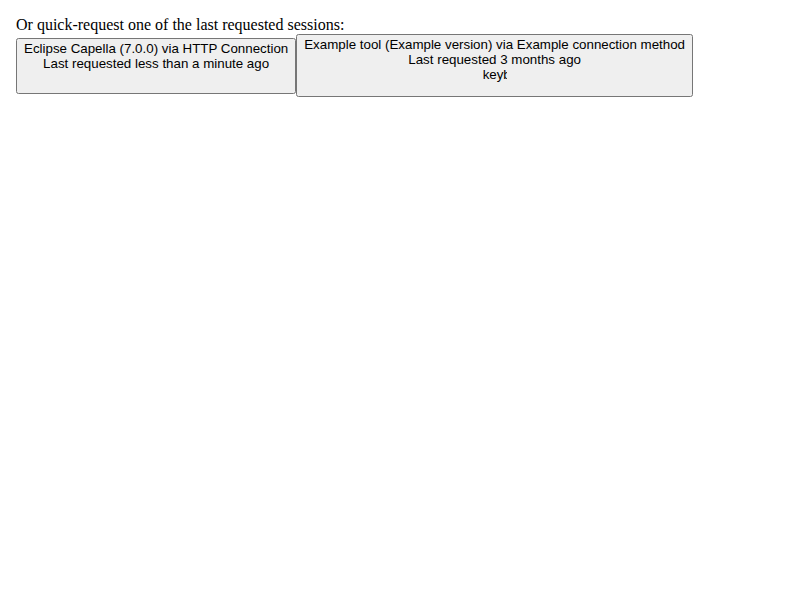 Or quick-request one of the last requested sessions:
Eclipse Capella (7.0.0) via HTTP Connection
Last requested less than a minute ago
Example tool (Example version) via Example connection method
Last requested 3 months ago